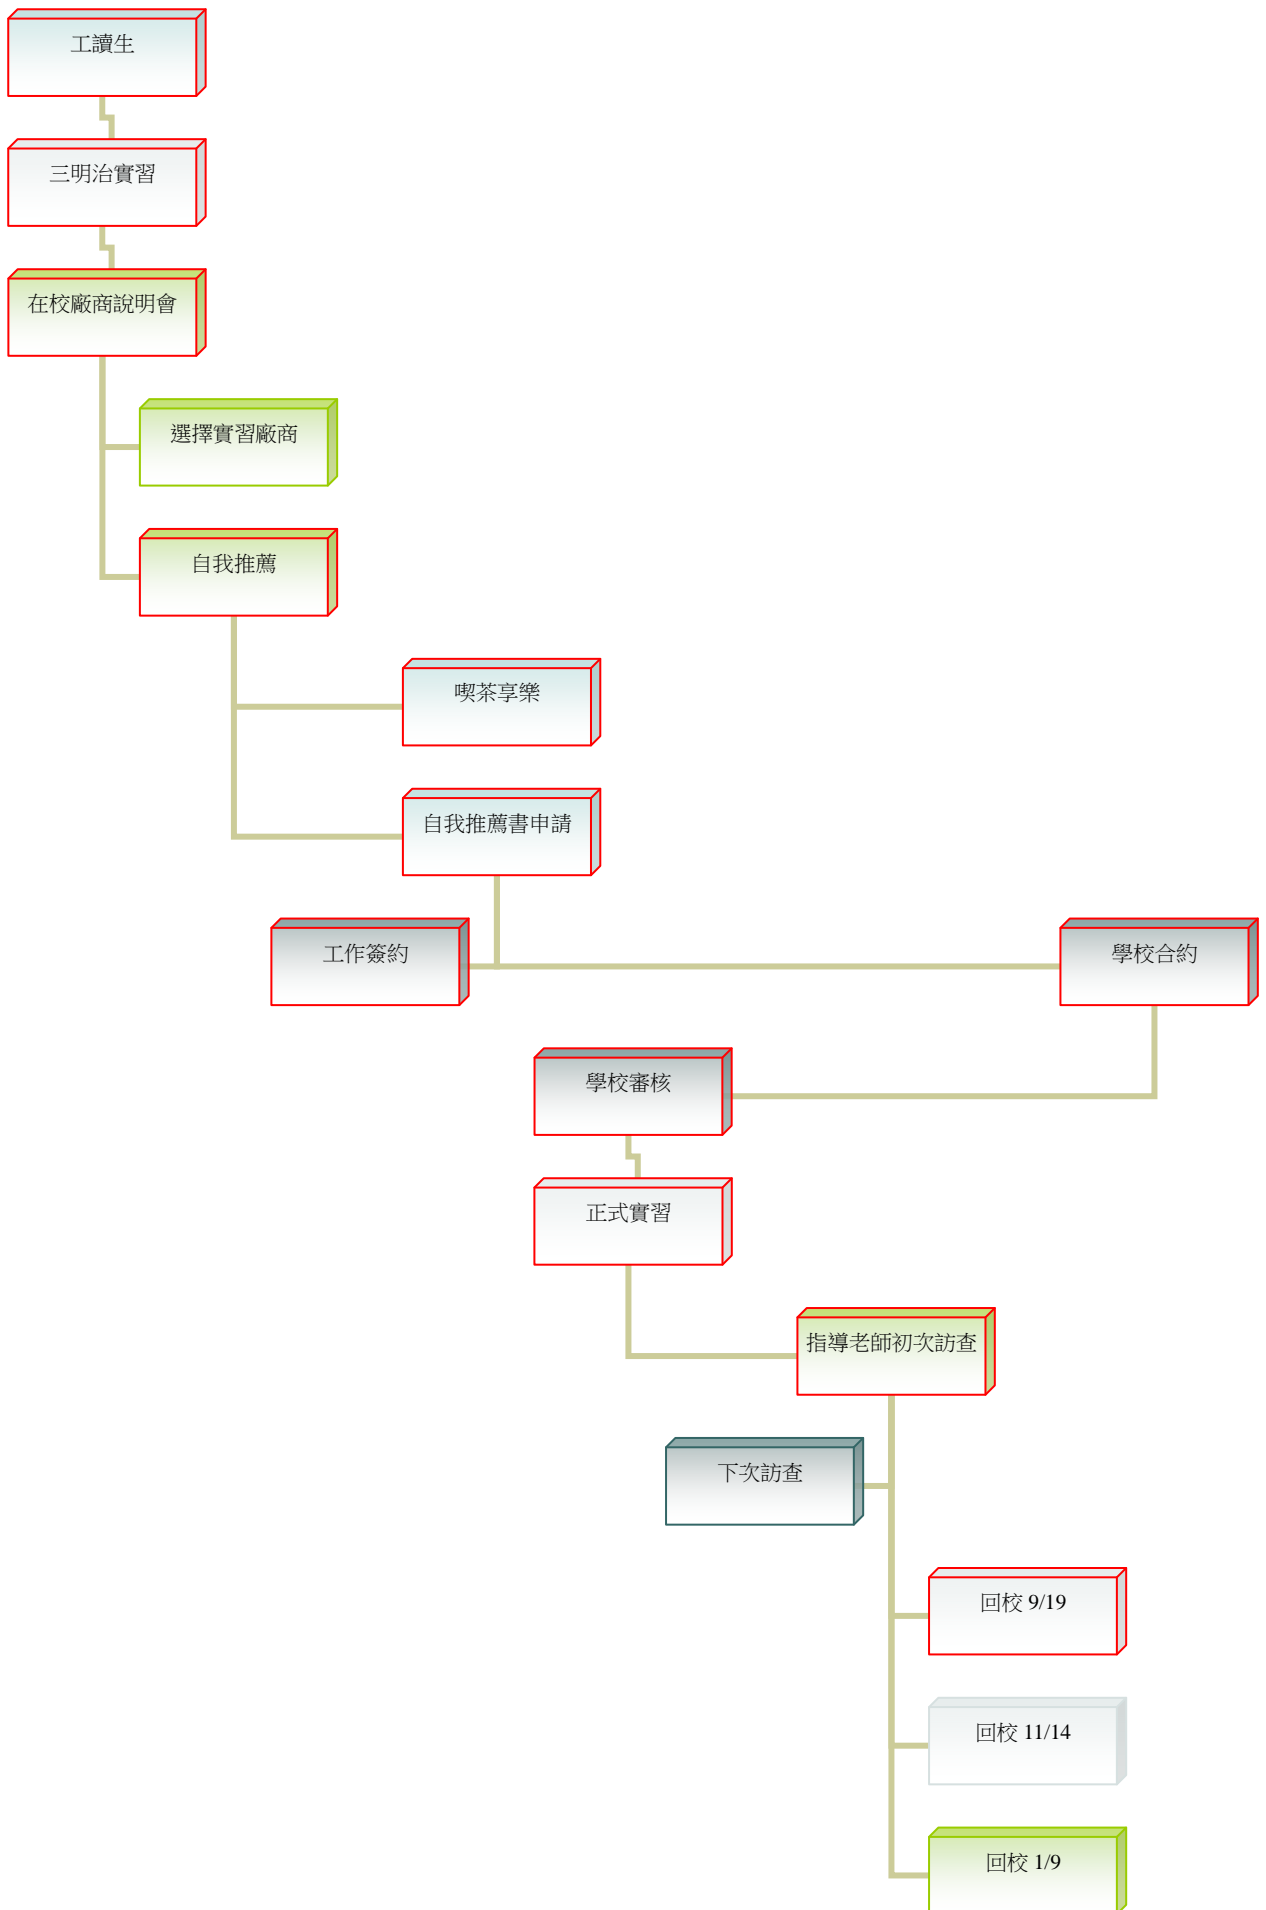 工讀生
三明治實習
在校廠商說明會
選擇實習廠商
自我推薦
喫茶享樂
自我推薦書申請
工作簽約
學校合約
學校審核
正式實習
指導老師初次訪查
下次訪查
回校 9/19
回校 11/14
回校 1/9